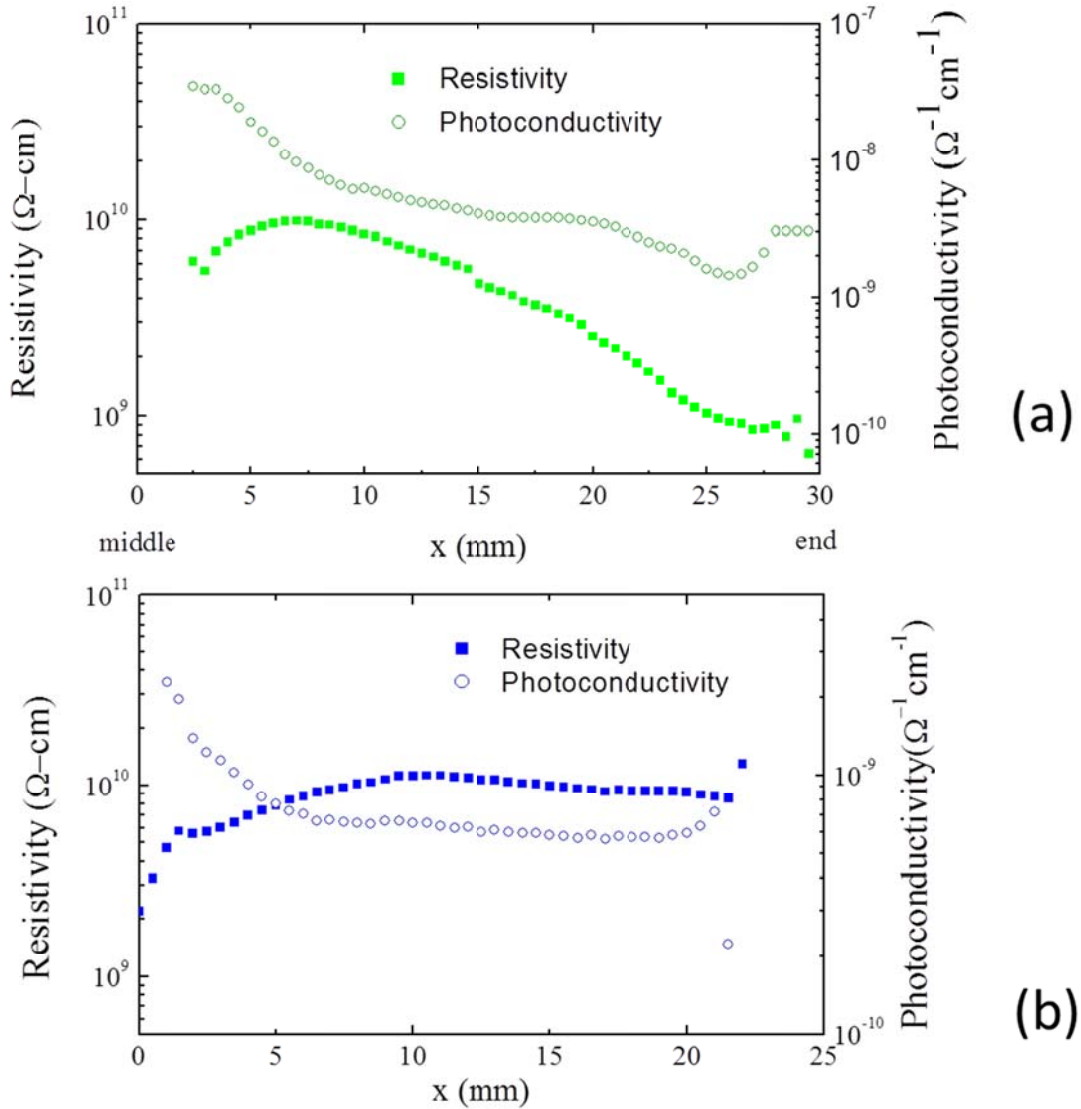 10¹¹
10⁻⁷
Resistivity
Photoconductivity
10⁻⁸
10¹⁰
10⁻⁹
10⁹
10⁻¹⁰
Resistivity (Ω–cm)
Photoconductivity (Ω⁻¹cm⁻¹)
(a)
0 5 10 15 20 25 30
middle x (mm) end
10¹¹
Resistivity
Photoconductivity
10¹⁰
10⁻⁹
10⁹
10⁻¹⁰
Resistivity (Ω–cm)
Photoconductivity(Ω⁻¹cm⁻¹)
(b)
0 5 10 15 20 25
x (mm)